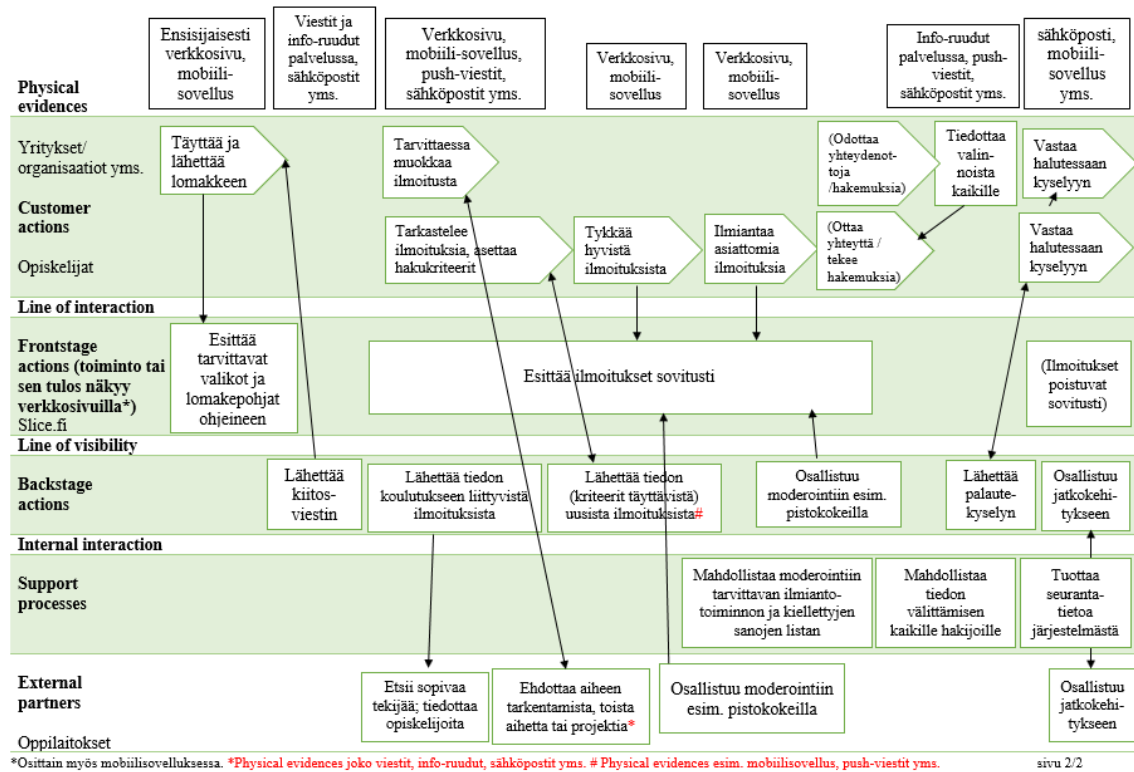 Physical
evidences
Ensisijaisesti
verkkosivu,
mobiili-
sovellus
Viestit ja
info-ruudut
palvelussa,
sähköpostit
yms.
Verkkosivu,
mobiili-sovellus,
push-viestit,
sähköpostit yms.
Verkkosivu,
mobiili-
sovellus
Verkkosivu,
mobiili-
sovellus
Info-ruudut
palvelussa, push-
viestit,
sähköpostit yms.
sähköposti,
mobiili-
sovellus
yms.
Yritykset/
organisaatiot yms.
Täyttää ja
lähettää
lomakkeen
Tarvittaessa
muokkaa
ilmoitusta
(Odottaa
yhteydenot-
toja
/hakemuksia)
Tiedottaa
valin-
noista
kaikille
Vastaa
halutessaan
kyselyyn
Customer
actions
Opiskelijat
Tarkastelee
ilmoituksia, asettaa
hakukriteerit
Tykkää
hyvistä
ilmoituksista
Ilmiantaa
asiattomia
ilmoituksia
(Ottaa
yhteyttä /
tekee
hakemuksia)
Vastaa
halutessaan
kyselyyn
Line of interaction
Frontstage
actions (toiminto tai
sen tulos näkyy
verkkosivuilla*)
Slice.fi
Esittää
tarvittavat
valikot ja
lomakepohjat
ohjeineen
Esittää ilmoitukset sovitusti
(Ilmoitukset
poistuvat
sovitusti)
Line of visibility
Backstage
actions
Lähettää
kiitos-
viestin
Lähettää tiedon
koulutukseen liittyvistä
ilmoituksista
Lähettää tiedon
(kriteerit täyttävistä)
uusista ilmoituksista#
Osallistuu
moderointiin esim.
pistokokeilla
Lähettää
palaute-
kyselyn
Osallistuu
jatkokehi-
tykseen
Internal interaction
Support
processes
Mahdollistaa moderointiin
tarvittavan ilmianto-
toiminnon ja kiellettyjen
sanojen listan
Mahdollistaa
tiedon
välittämisen
kaikille hakijoille
Tuottaa
seuranta-
tietoa
järjestelmästä
External
partners
Oppilaitokset
Etsii sopivaa
tekijää; tiedottaa
opiskelijoita
Ehdottaa aiheen
tarkentamista, toista
aihetta tai projektia*
Osallistuu moderointiin
esim. pistokokeilla
Osallistuu
jatkokehi-
tykseen
*Osittain myös mobiilisovelluksessa. *Physical evidences joko viestit, info-ruudut, sähköpostit yms. # Physical evidences esim. mobiilisovellus, push-viestit yms. sivu 2/2